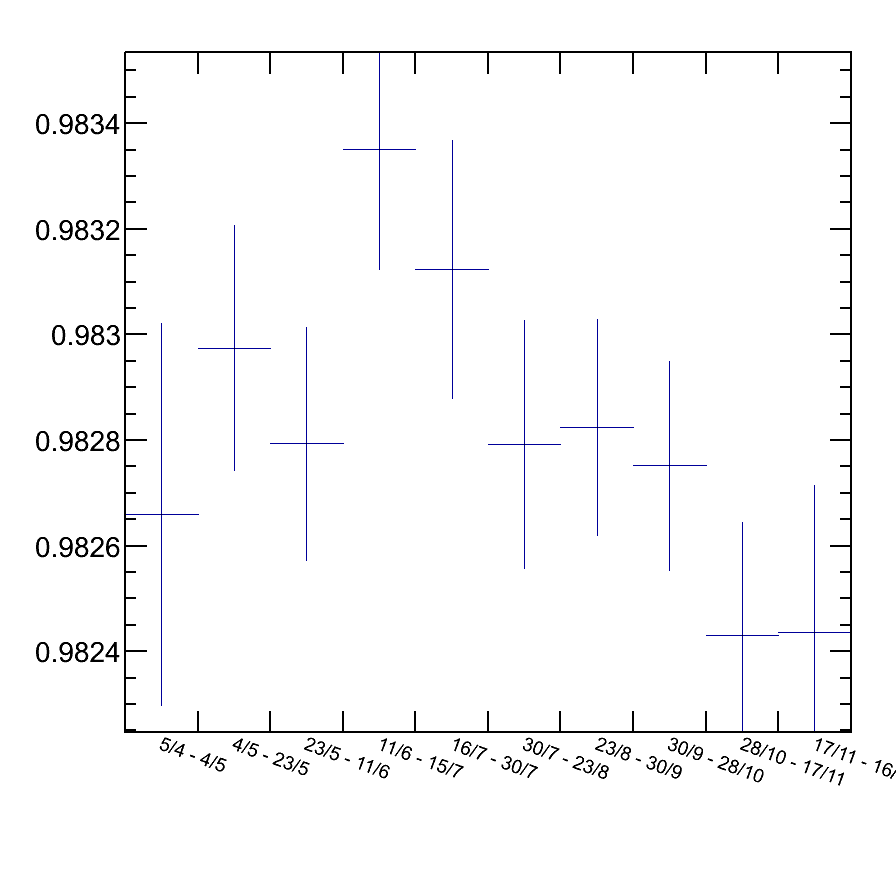 0.9834
0.9832
0.983
0.9828
0.9826
0.9824
5/4 - 4/5
4/5 - 23/5
23/5 - 11/6
11/6 - 15/7
16/7 - 30/7
30/7 - 23/8
23/8 - 30/9
30/9 - 28/10
28/10 - 17/11
17/11 - 16/